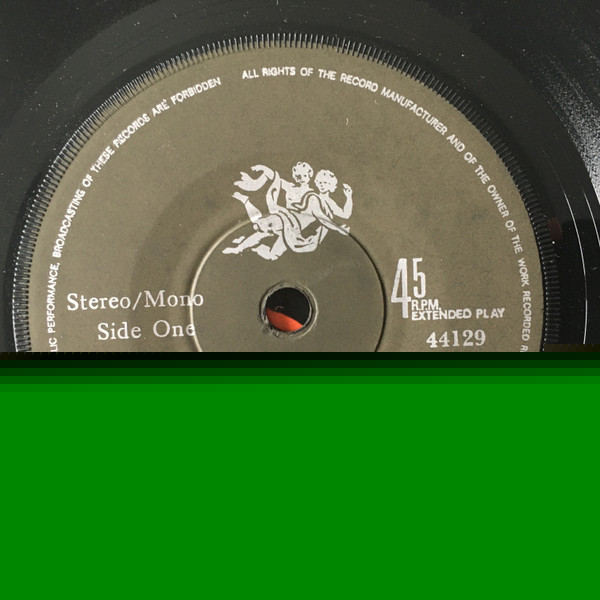 LIC PERFORMANCE, BROADCASTING OF THESE RECORDS ARE FORBIDDEN
ALL RIGHTS OF THE RECORD MANUFACTURER AND OF THE OWNER OF THE WORK RECORDED R
Stereo/Mono
Side One
45
R.P.M.
EXTENDED PLAY
44129